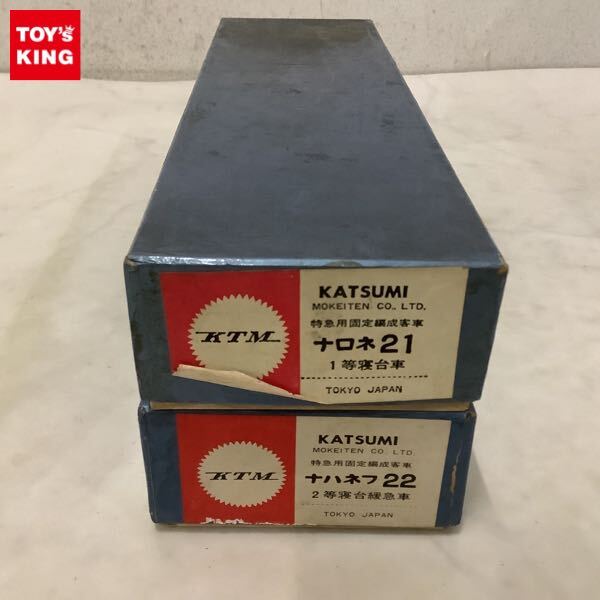 TOY's
KING
KTM
KATSUMI
MOKEITEN CO., LTD.
特急用固定編成客車
ナロネ21
1等寝台車
TOKYO JAPAN
KTM
KATSUMI
MOKEITEN CO., LTD.
特急用固定編成客車
ナハネフ22
2等寝台緩急車
TOKYO JAPAN